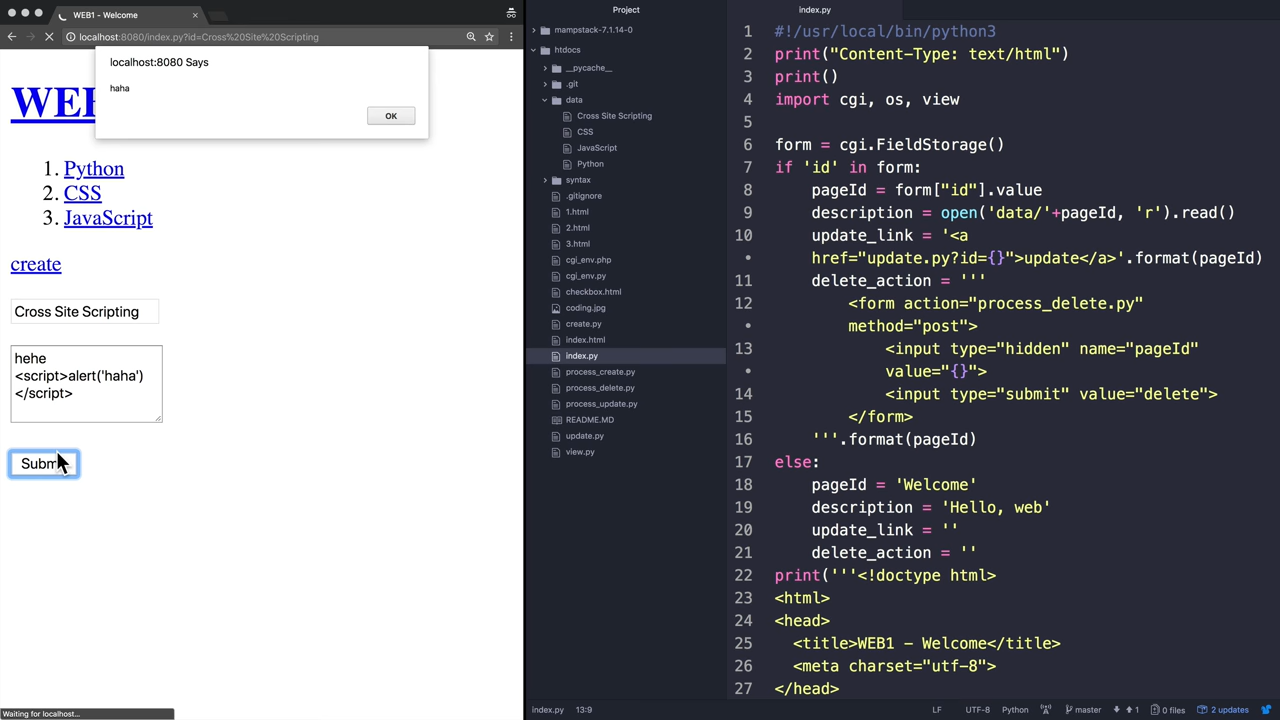 WEB1 - Welcome
localhost:8080/index.py?id=Cross%20Site%20Scripting
localhost:8080 Says
haha
OK
WEB
1. Python
2. CSS
3. JavaScript
create
Cross Site Scripting
hehe
<script>alert('haha')
</script>
Subm
Waiting for localhost...
Project
mampstack-7.1.14-0
htdocs
__pycache__
.git
data
Cross Site Scripting
CSS
JavaScript
Python
syntax
.gitignore
1.html
2.html
3.html
cgi_env.php
cgi_env.py
checkbox.html
coding.jpg
create.py
index.html
index.py
process_create.py
process_delete.py
process_update.py
README.MD
update.py
view.py
index.py
1 #!/usr/local/bin/python3
2 print("Content-Type: text/html")
3 print()
4 import cgi, os, view
5
6 form = cgi.FieldStorage()
7 if 'id' in form:
8 pageId = form["id"].value
9 description = open('data/'+pageId, 'r').read()
10 update_link = '<a
• href="update.py?id={}">update</a>'.format(pageId)
11 delete_action = '''
12 <form action="process_delete.py"
• method="post">
13 <input type="hidden" name="pageId"
• value="{}">
14 <input type="submit" value="delete">
15 </form>
16 '''.format(pageId)
17 else:
18 pageId = 'Welcome'
19 description = 'Hello, web'
20 update_link = ''
21 delete_action = ''
22 print('''<!doctype html>
23 <html>
24 <head>
25 <title>WEB1 - Welcome</title>
26 <meta charset="utf-8">
27 </head>
index.py 13:9
LF UTF-8 Python master 1 0 files 2 updates